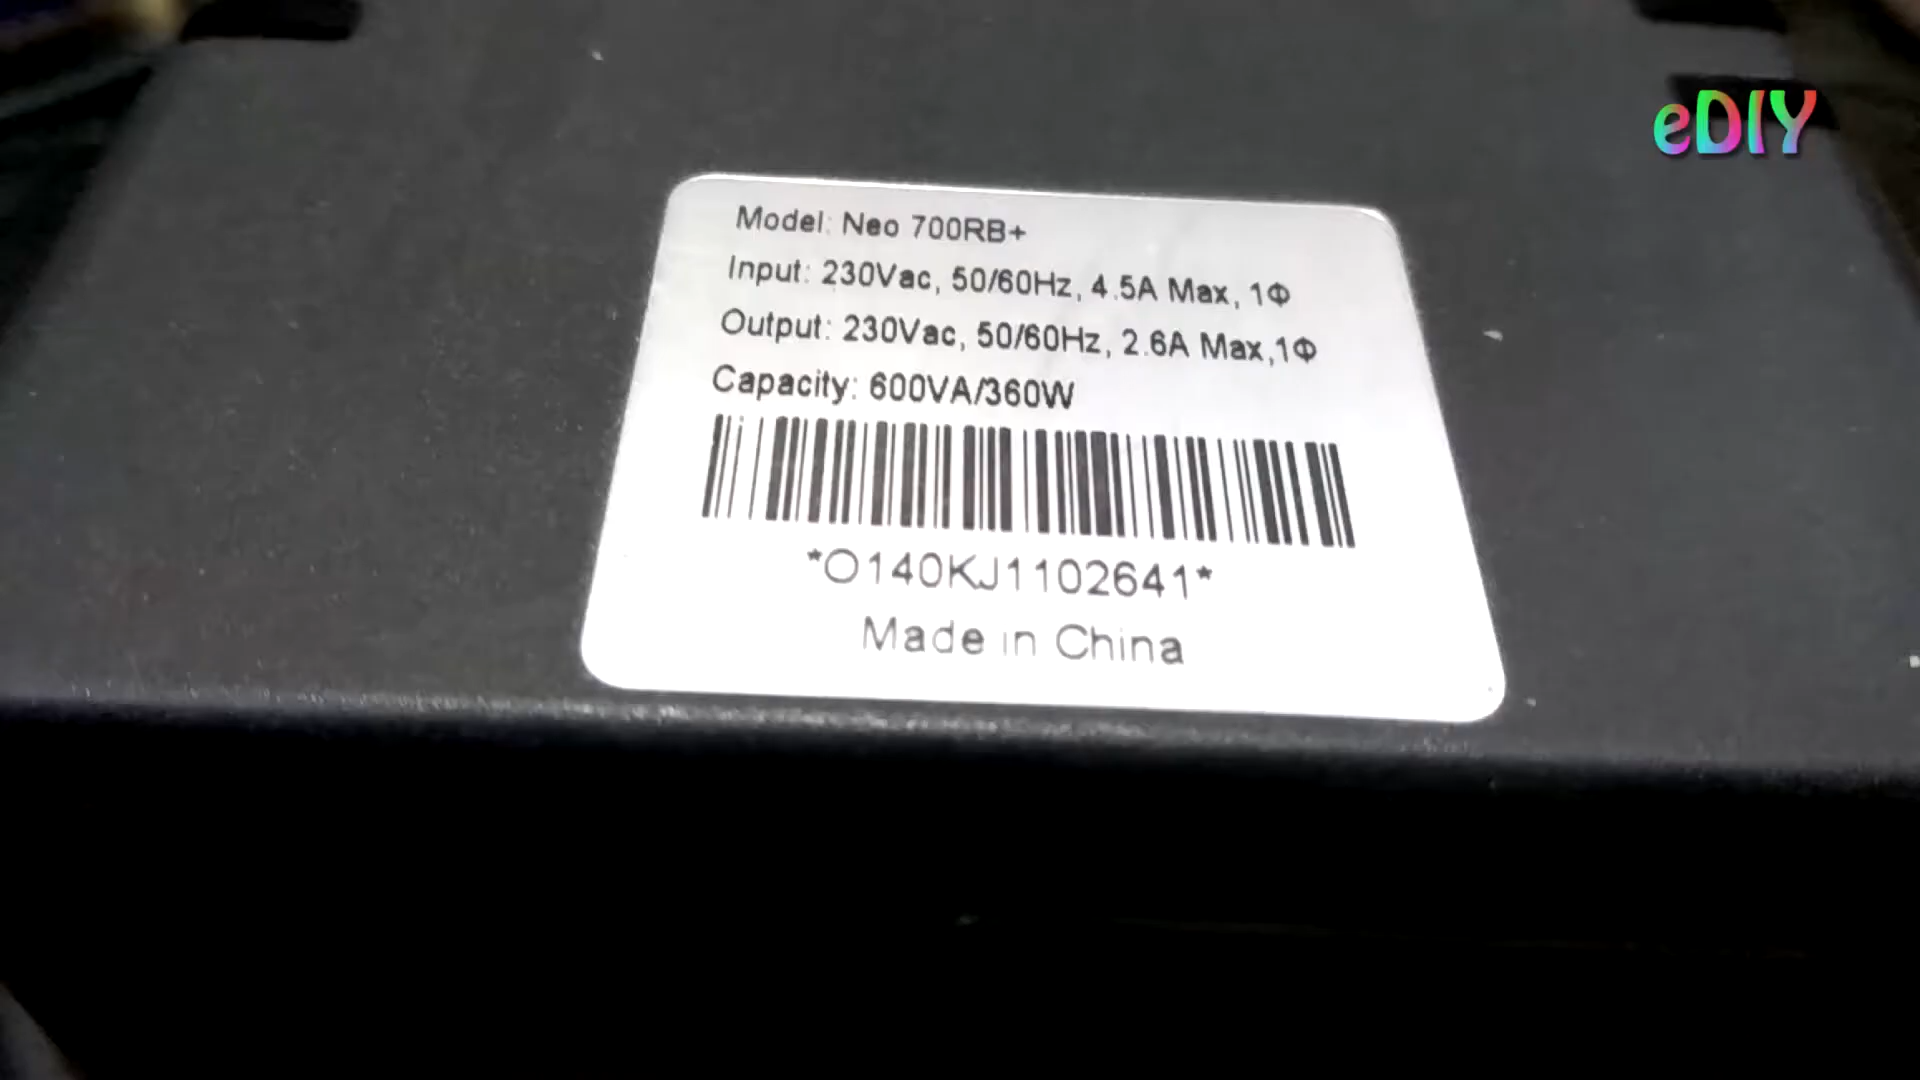 eDIY
Model: Neo 700RB+
Input: 230Vac, 50/60Hz, 4.5A Max, 1Φ
Output: 230Vac, 50/60Hz, 2.6A Max,1Φ
Capacity: 600VA/360W
*O140KJ1102641*
Made in China